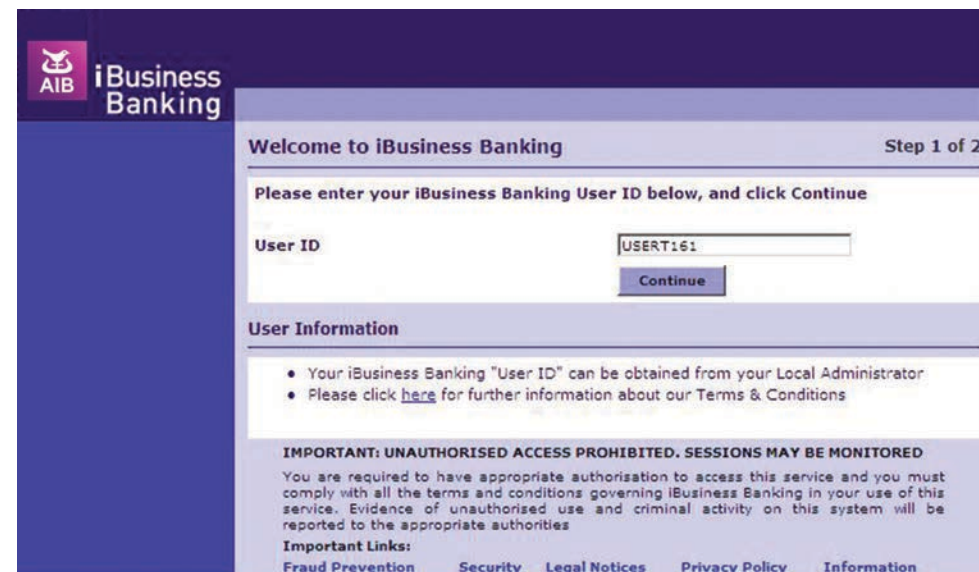 AIB
iBusiness
Banking
Welcome to iBusiness Banking Step 1 of 2
Please enter your iBusiness Banking User ID below, and click Continue
User ID USERT161
Continue
User Information
• Your iBusiness Banking "User ID" can be obtained from your Local Administrator
• Please click here for further information about our Terms & Conditions
IMPORTANT: UNAUTHORISED ACCESS PROHIBITED. SESSIONS MAY BE MONITORED
You are required to have appropriate authorisation to access this service and you must
comply with all the terms and conditions governing iBusiness Banking in your use of this
service. Evidence of unauthorised use and criminal activity on this system will be
reported to the appropriate authorities
Important Links:
Fraud Prevention Security Legal Notices Privacy Policy Information